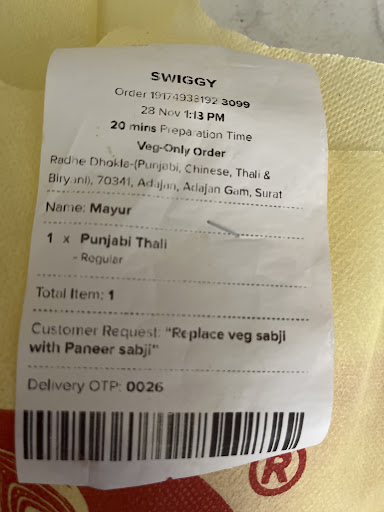 SWIGGY
Order 19174933192 3099
28 Nov 1:13 PM
20 mins Preparation Time
Veg-Only Order
Radhe Dhokla-(Punjabi, Chinese, Thali &
Biryani), 70341, Adajan, Adajan Gam, Surat
Name: Mayur
1 x Punjabi Thali
- Regular
Total Item: 1
Customer Request: "Replace veg sabji
with Paneer sabji"
Delivery OTP: 0026
®